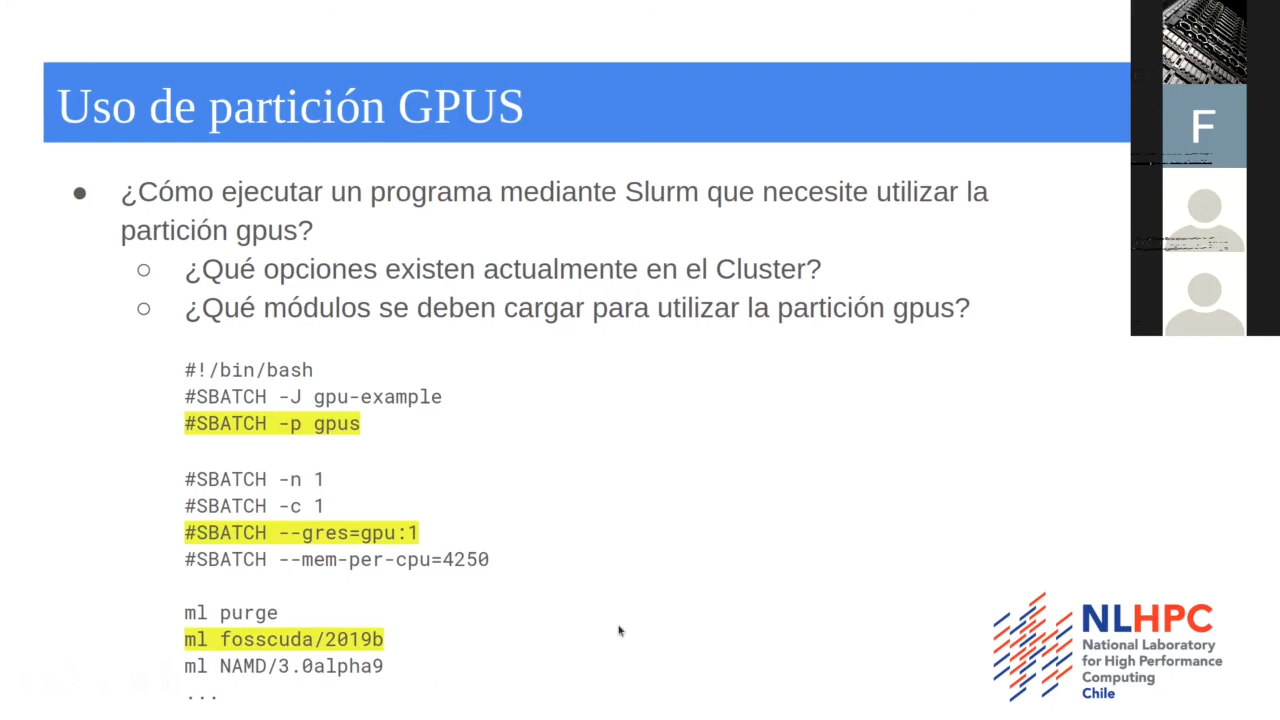 Uso de partición GPUS
F
● ¿Cómo ejecutar un programa mediante Slurm que necesite utilizar la
partición gpus?
○ ¿Qué opciones existen actualmente en el Cluster?
○ ¿Qué módulos se deben cargar para utilizar la partición gpus?
#!/bin/bash
#SBATCH -J gpu-example
#SBATCH -p gpus
#SBATCH -n 1
#SBATCH -c 1
#SBATCH --gres=gpu:1
#SBATCH --mem-per-cpu=4250
ml purge
ml fosscuda/2019b
ml NAMD/3.0alpha9
...
NLHPC
National Laboratory
for High Performance
Computing
Chile